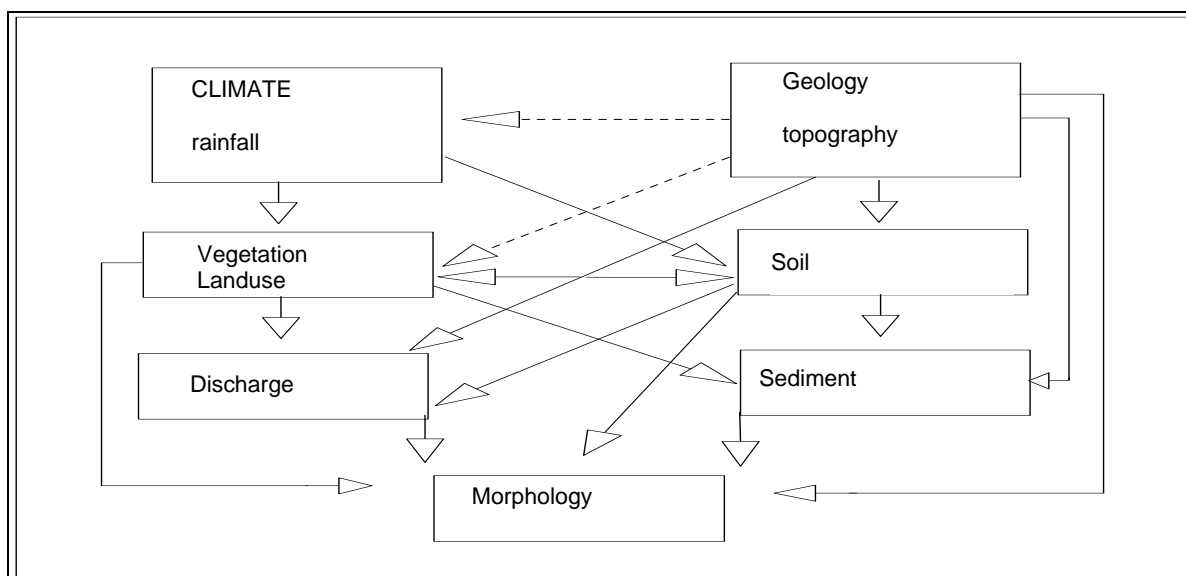 CLIMATE
rainfall
Geology
topography
Vegetation
Landuse
Soil
Discharge
Sediment
Morphology